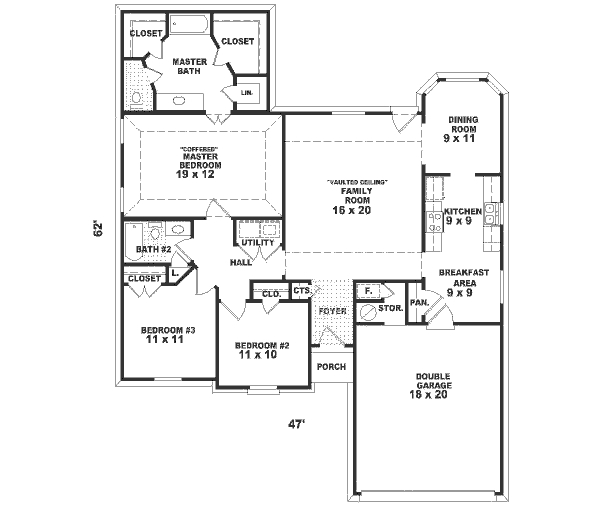 CLOSET
CLOSET
MASTER
BATH
LIN.
DINING
ROOM
9 x 11
"COFFERED"
MASTER
BEDROOM
19 x 12
"VAULTED CEILING"
FAMILY
ROOM
16 x 20
KITCHEN
9 x 9
62'
BATH #2
UTILITY
HALL
BREAKFAST
AREA
9 x 9
L.
CLOSET
CLO.
CTS
F.
STOR.
PAN.
FOYER
BEDROOM #3
11 x 11
BEDROOM #2
11 x 10
PORCH
DOUBLE
GARAGE
18 x 20
47'